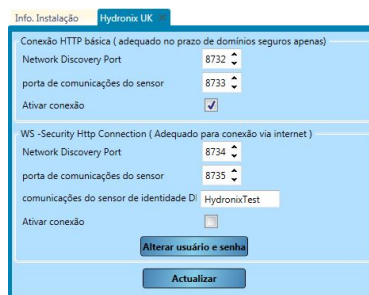 Info. Instalação Hydronix UK ×
Conexão HTTP básica ( adequado no prazo de domínios seguros apenas)
Network Discovery Port 8732
porta de comunicações do sensor 8733
Ativar conexão
WS -Security Http Connection ( Adequado para conexão via internet )
Network Discovery Port 8734
porta de comunicações do sensor 8735
comunicações do sensor de identidade D HydronixTest
Ativar conexão
Alterar usuário e senha
Actualizar